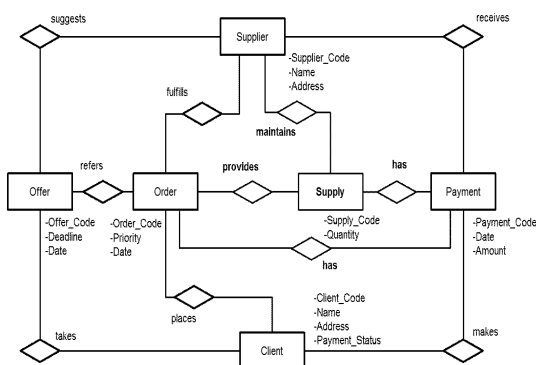 suggests
receives
Supplier
-Supplier_Code
-Name
-Address
fulfills
maintains
refers
provides
has
Offer
Order
Supply
Payment
-Offer_Code
-Deadline
-Date
-Order_Code
-Priority
-Date
-Supply_Code
-Quantity
-Payment_Code
-Date
-Amount
has
places
-Client_Code
-Name
-Address
-Payment_Status
takes
makes
Client